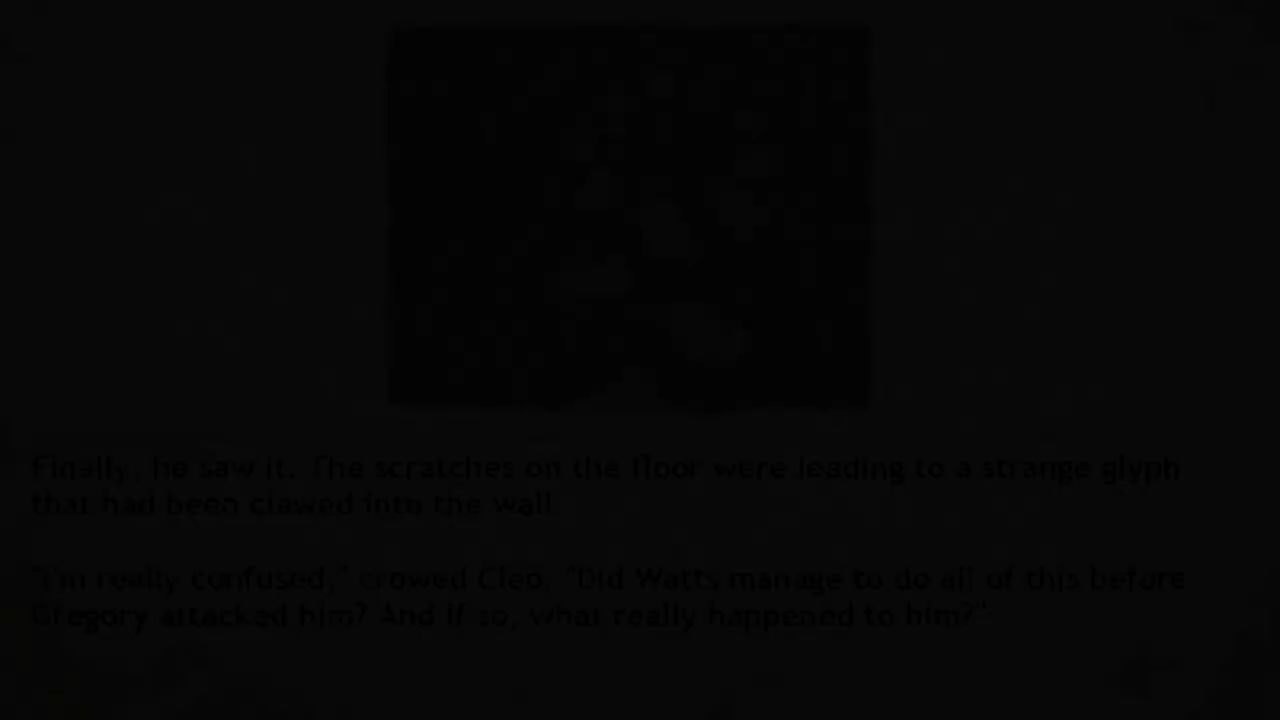 Finally, he saw it. The scratches on the floor were leading to a strange glyph
that had been clawed into the wall.
"I'm really confused," crowed Cleo. "Did Watts manage to do all of this before
Gregory attacked him? And if so, what really happened to him?"